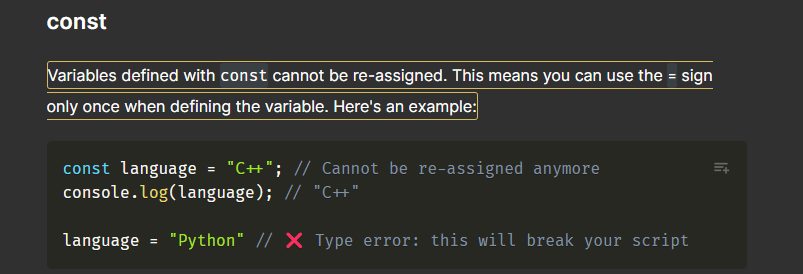 const
Variables defined with const cannot be re-assigned. This means you can use the = sign
only once when defining the variable. Here's an example:
const language = "C++"; // Cannot be re-assigned anymore
console.log(language); // "C++"
language = "Python" // ❌ Type error: this will break your script